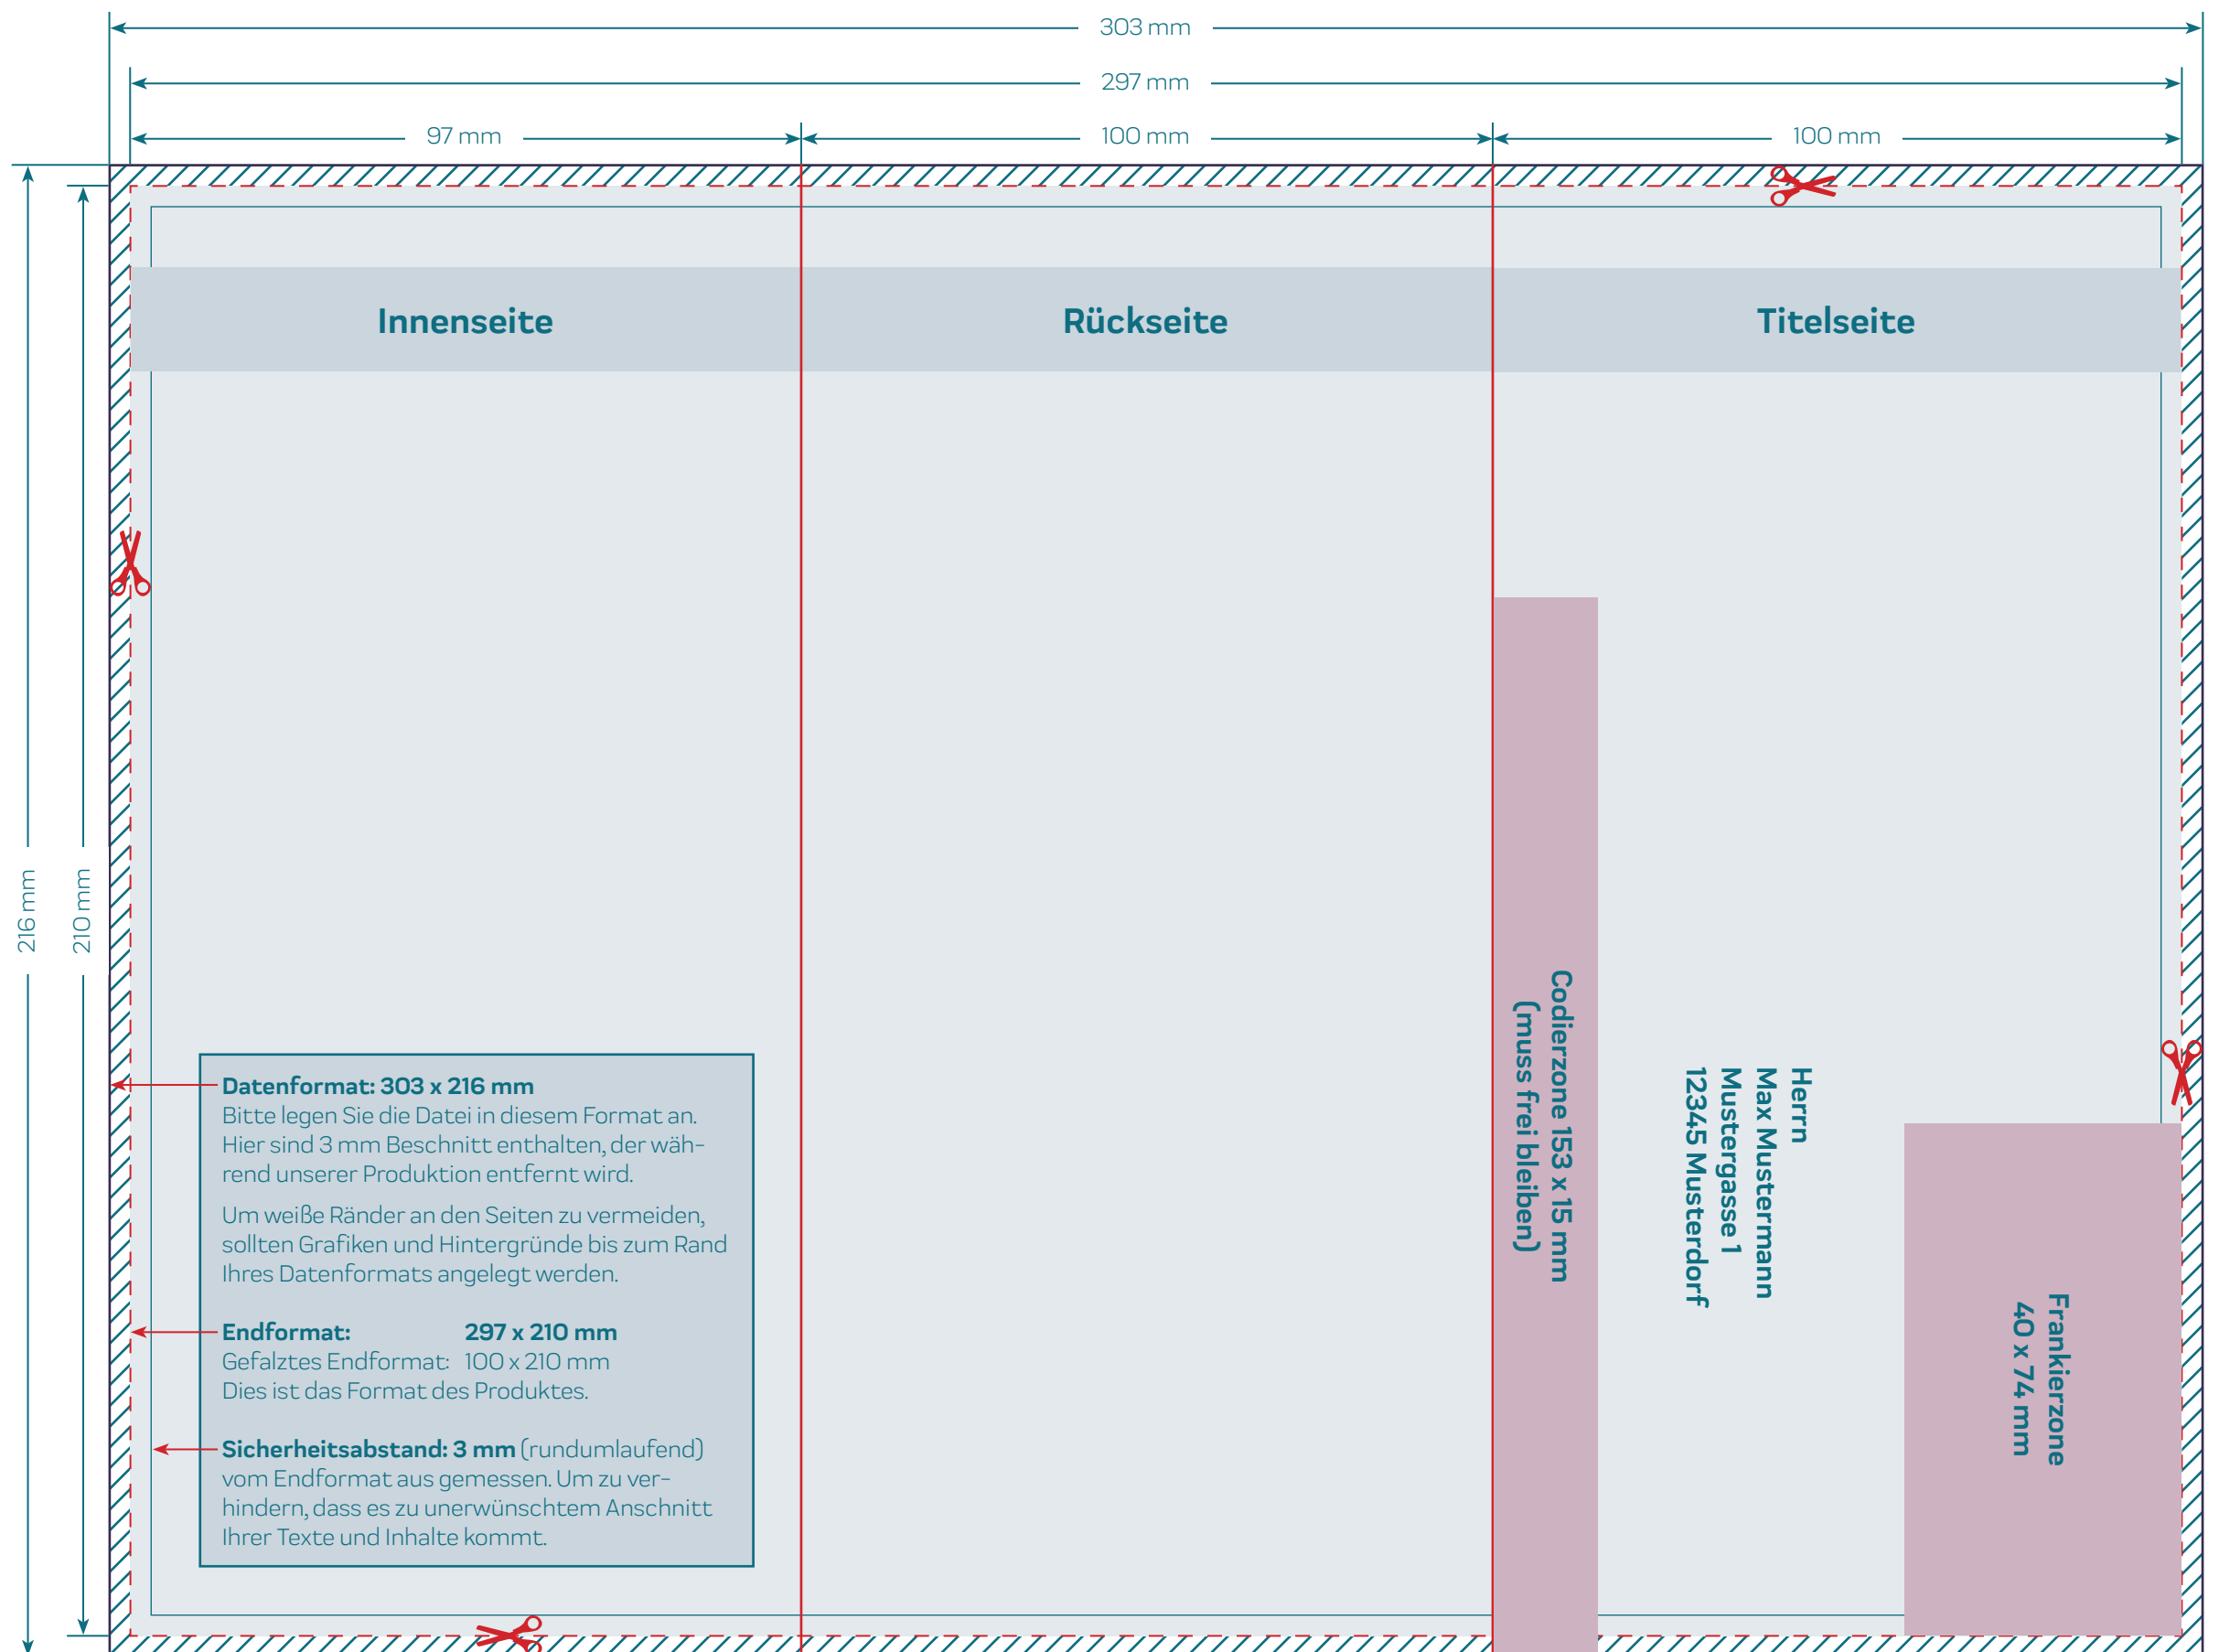 303 mm
297 mm
97 mm
100 mm
100 mm
216 mm
210 mm
Innenseite
Rückseite
Titelseite
Datenformat: 303 x 216 mm
Bitte legen Sie die Datei in diesem Format an.
Hier sind 3 mm Beschnitt enthalten, der wäh-
rend unserer Produktion entfernt wird.
Um weiße Ränder an den Seiten zu vermeiden,
sollten Grafiken und Hintergründe bis zum Rand
Ihres Datenformats angelegt werden.
Endformat: 297 x 210 mm
Gefalztes Endformat: 100 x 210 mm
Dies ist das Format des Produktes.
Sicherheitsabstand: 3 mm (rundumlaufend)
vom Endformat aus gemessen. Um zu ver-
hindern, dass es zu unerwünschtem Anschnitt
Ihrer Texte und Inhalte kommt.
Codierzone 153 x 15 mm
(muss frei bleiben)
Herrn
Max Mustermann
Mustergasse 1
12345 Musterdorf
Frankierzone
40 x 74 mm